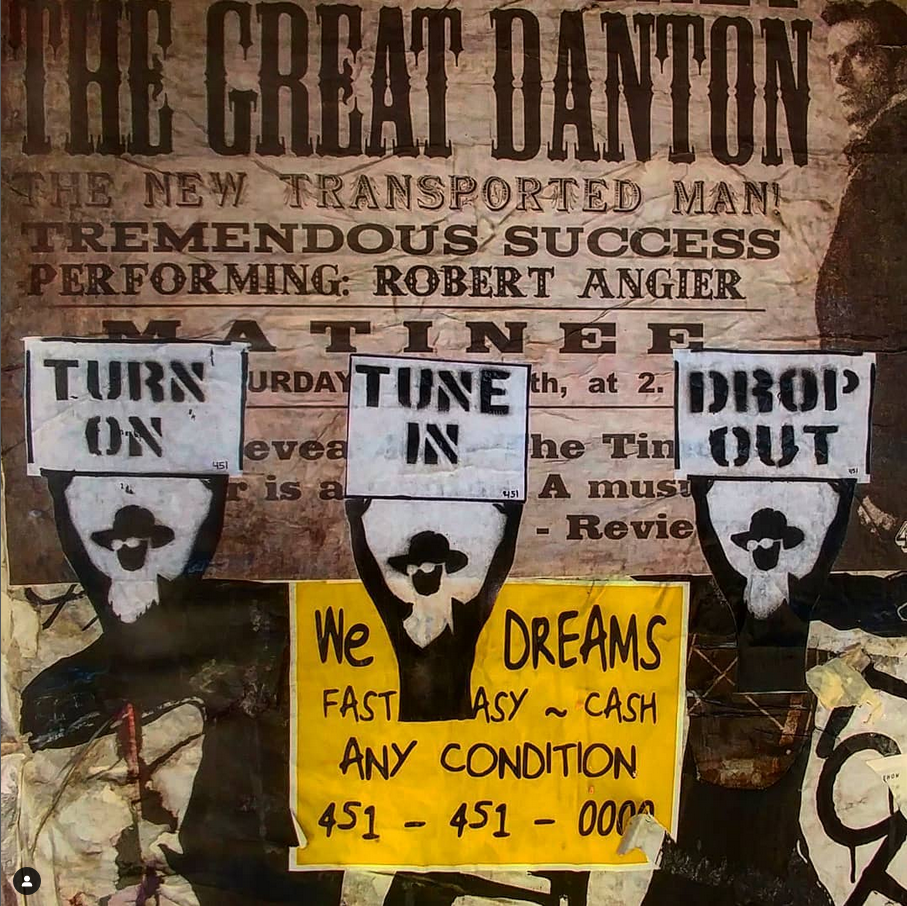 THE GREAT DANTON
THE NEW TRANSPORTED MAN!
TREMENDOUS SUCCESS
PERFORMING: ROBERT ANGIER
MATINEE
URDAY th, at 2.
evea he Tim
r is a A must
- Revie
TURN
ON
451
TUNE
IN
451
DROP
OUT
451
We DREAMS
FAST ASY ~ CASH
ANY CONDITION
451 - 451 - 0000